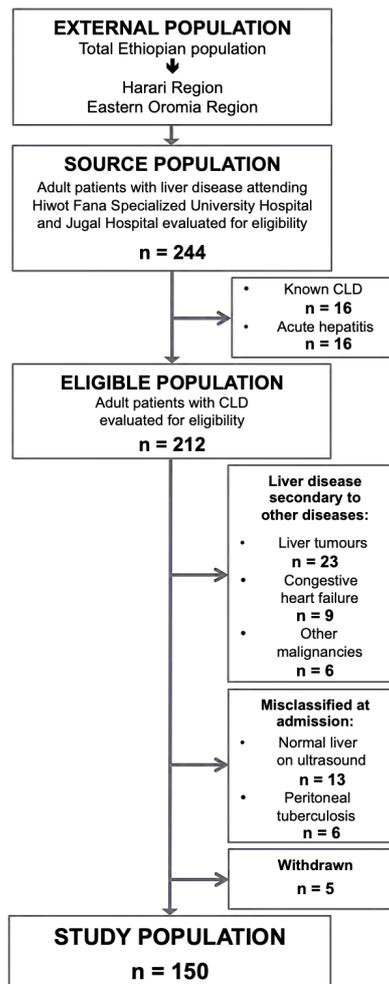 EXTERNAL POPULATION
Total Ethiopian population
Harari Region
Eastern Oromia Region
SOURCE POPULATION
Adult patients with liver disease attending
Hiwot Fana Specialized University Hospital
and Jugal Hospital evaluated for eligibility
n = 244
• Known CLD
n = 16
• Acute hepatitis
n = 16
ELIGIBLE POPULATION
Adult patients with CLD
evaluated for eligibility
n = 212
Liver disease
secondary to
other diseases:
• Liver tumours
n = 23
• Congestive
heart failure
n = 9
• Other
malignancies
n = 6
Misclassified at
admission:
• Normal liver
on ultrasound
n = 13
• Peritoneal
tuberculosis
n = 6
Withdrawn
n = 5
STUDY POPULATION
n = 150